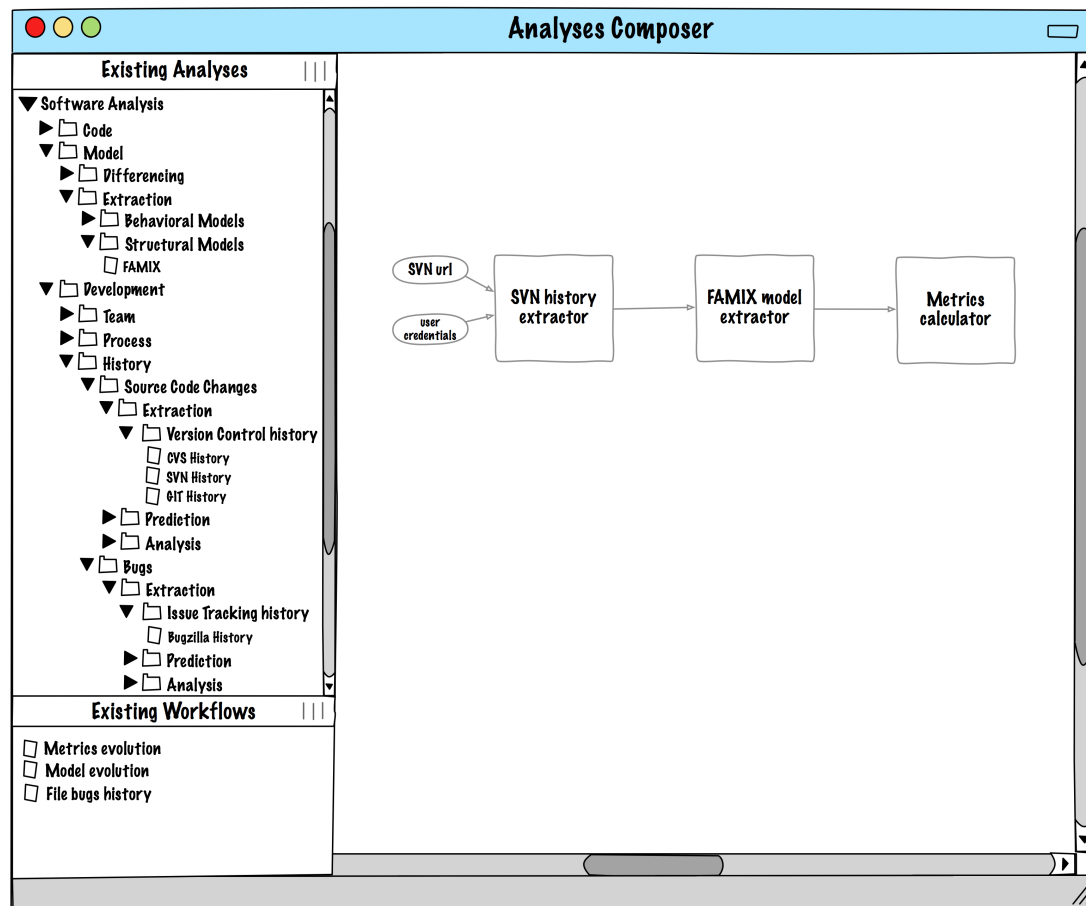 Analyses Composer
Existing Analyses
Software Analysis
Code
Model
Differencing
Extraction
Behavioral Models
Structural Models
FAMIX
Development
Team
Process
History
Source Code Changes
Extraction
Version Control history
CVS History
SVN History
GIT History
Prediction
Analysis
Bugs
Extraction
Issue Tracking history
Bugzilla History
Prediction
Analysis
Existing Workflows
Metrics evolution
Model evolution
File bugs history
SVN url
user
credentials
SVN history
extractor
FAMIX model
extractor
Metrics
calculator